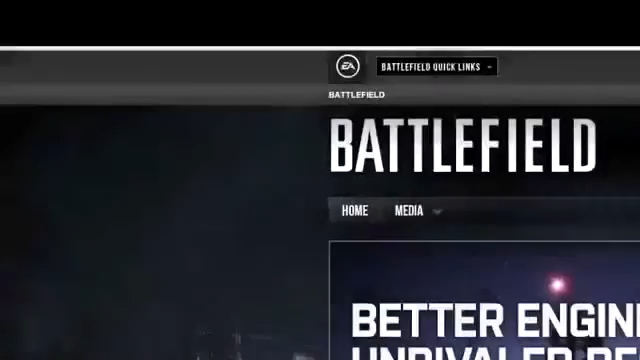 EA
BATTLEFIELD QUICK LINKS
BATTLEFIELD
BATTLEFIELD
HOME MEDIA
BETTER ENGIN